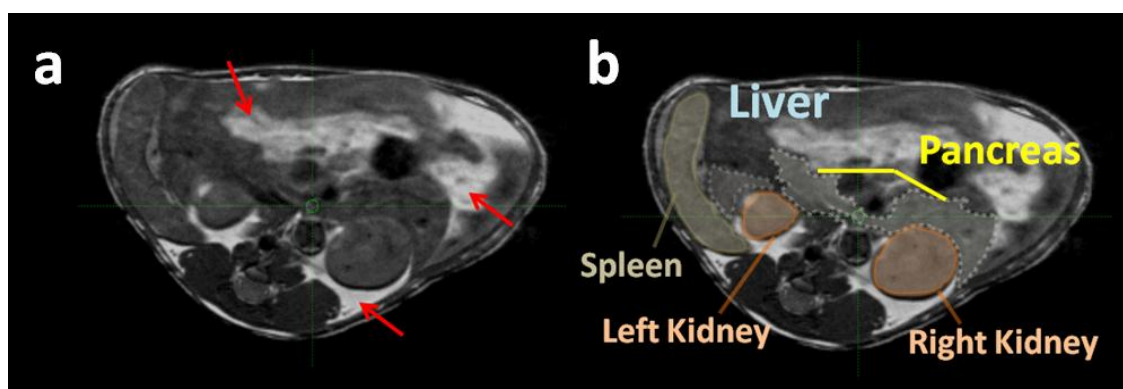 a
b
Liver
Pancreas
Spleen
Left Kidney
Right Kidney